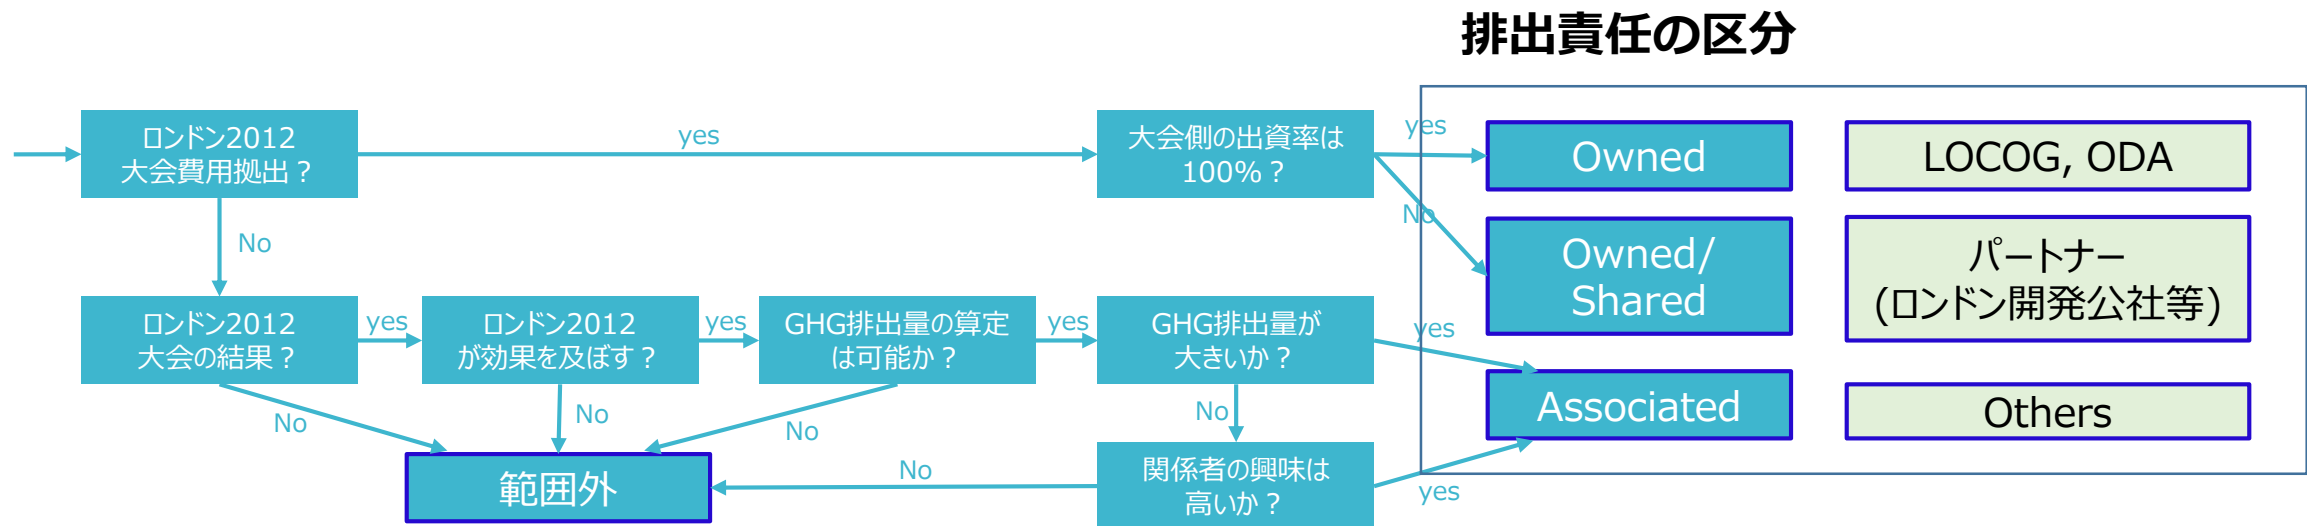 排出責任の区分
ロンドン2012
大会費用拠出？
yes
大会側の出資率は
100%？
yes
Owned
LOCOG, ODA
No
No
Owned/
Shared
パートナー
(ロンドン開発公社等)
ロンドン2012
大会の結果？
yes
ロンドン2012
が効果を及ぼす？
yes
GHG排出量の算定
は可能か？
yes
GHG排出量が
大きいか？
yes
Associated
Others
No
No
No
No
範囲外
No
関係者の興味は
高いか？
yes